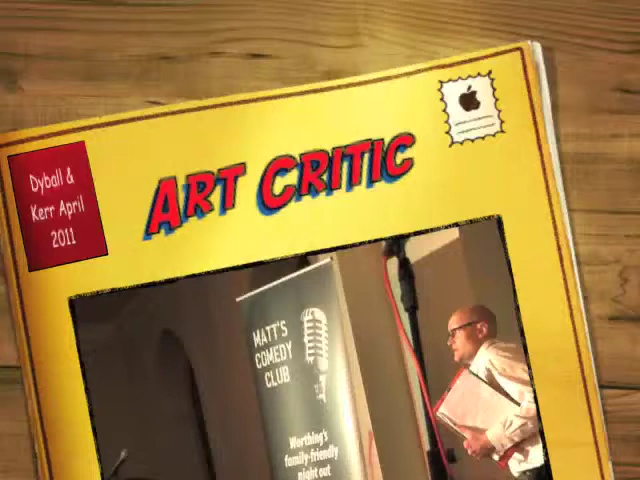 Dyball &
Kerr April
2011
ART CRITIC
MATT'S
COMEDY
CLUB
Worthing's
family-friendly
night out